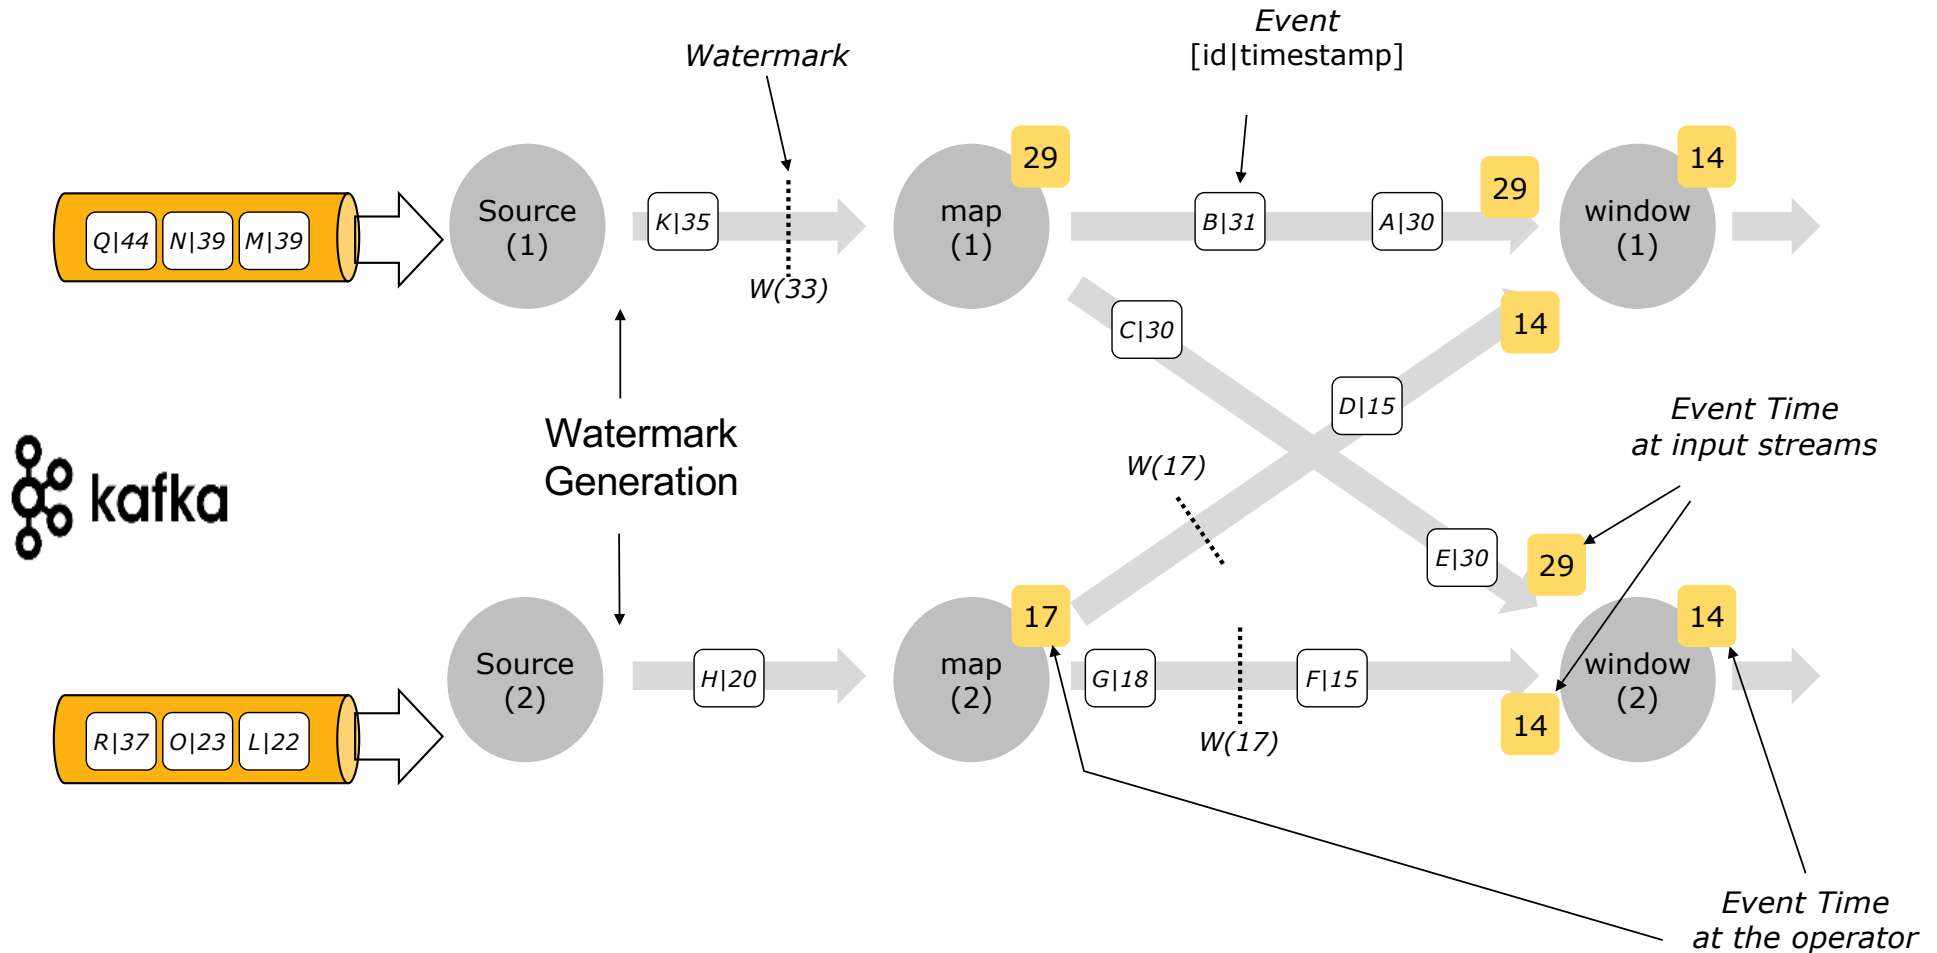 Event
[id|timestamp]
Watermark
29
14
29
Q|44
N|39
M|39
Source
(1)
K|35
W(33)
map
(1)
B|31
A|30
window
(1)
C|30
14
D|15
Watermark
Generation
Event Time
at input streams
kafka
W(17)
E|30
29
17
14
R|37
O|23
L|22
Source
(2)
H|20
map
(2)
G|18
W(17)
F|15
14
window
(2)
Event Time
at the operator